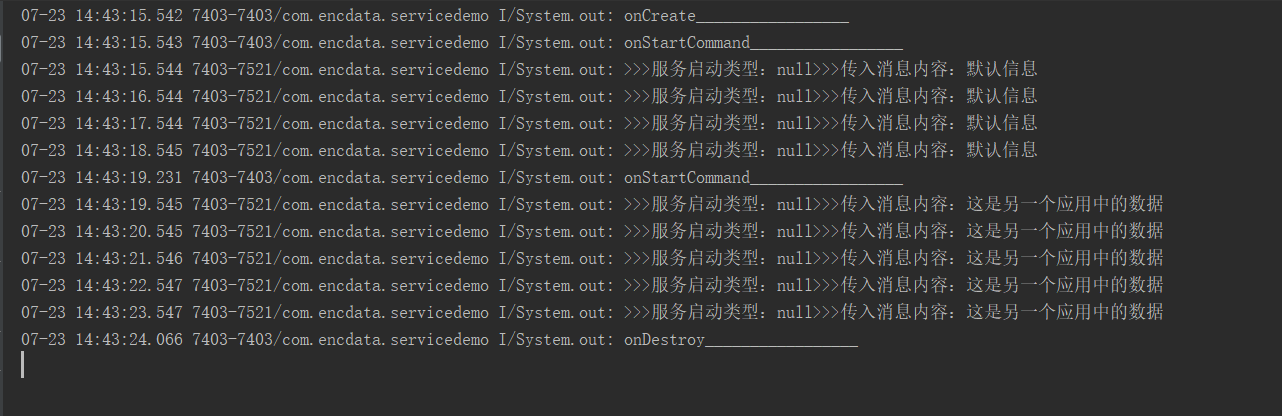 07-23 14:43:15.542 7403-7403/com.encdata.servicedemo I/System.out: onCreate_________________
07-23 14:43:15.543 7403-7403/com.encdata.servicedemo I/System.out: onStartCommand_________________
07-23 14:43:15.544 7403-7521/com.encdata.servicedemo I/System.out: >>>服务启动类型：null>>>传入消息内容：默认信息
07-23 14:43:16.544 7403-7521/com.encdata.servicedemo I/System.out: >>>服务启动类型：null>>>传入消息内容：默认信息
07-23 14:43:17.544 7403-7521/com.encdata.servicedemo I/System.out: >>>服务启动类型：null>>>传入消息内容：默认信息
07-23 14:43:18.545 7403-7521/com.encdata.servicedemo I/System.out: >>>服务启动类型：null>>>传入消息内容：默认信息
07-23 14:43:19.231 7403-7403/com.encdata.servicedemo I/System.out: onStartCommand_________________
07-23 14:43:19.545 7403-7521/com.encdata.servicedemo I/System.out: >>>服务启动类型：null>>>传入消息内容：这是另一个应用中的数据
07-23 14:43:20.545 7403-7521/com.encdata.servicedemo I/System.out: >>>服务启动类型：null>>>传入消息内容：这是另一个应用中的数据
07-23 14:43:21.546 7403-7521/com.encdata.servicedemo I/System.out: >>>服务启动类型：null>>>传入消息内容：这是另一个应用中的数据
07-23 14:43:22.547 7403-7521/com.encdata.servicedemo I/System.out: >>>服务启动类型：null>>>传入消息内容：这是另一个应用中的数据
07-23 14:43:23.547 7403-7521/com.encdata.servicedemo I/System.out: >>>服务启动类型：null>>>传入消息内容：这是另一个应用中的数据
07-23 14:43:24.066 7403-7403/com.encdata.servicedemo I/System.out: onDestroy_________________